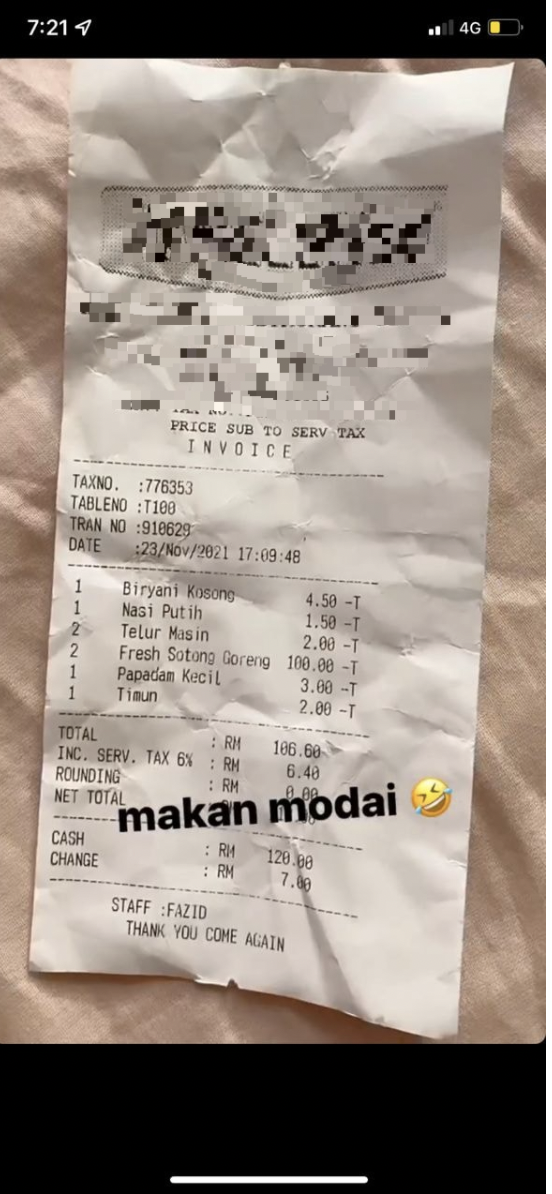 7:21
4G
PRICE SUB TO SERV TAX
INVOICE
TAXNO. :776353
TABLENO :T100
TRAN NO :910629
DATE :23/Nov/2021 17:09:48
1 Biryani Kosong 4.50 -T
1 Nasi Putih 1.50 -T
2 Telur Masin 2.00 -T
2 Fresh Sotong Goreng 100.00 -T
1 Papadam Kecil 3.00 -T
1 Timun 2.00 -T
TOTAL : RM 106.60
INC. SERV. TAX 6% : RM 6.40
ROUNDING : RM 0.00
NET TOTAL
makan modai 🤣
CASH : RM 120.00
CHANGE : RM 7.00
STAFF :FAZID
THANK YOU COME AGAIN